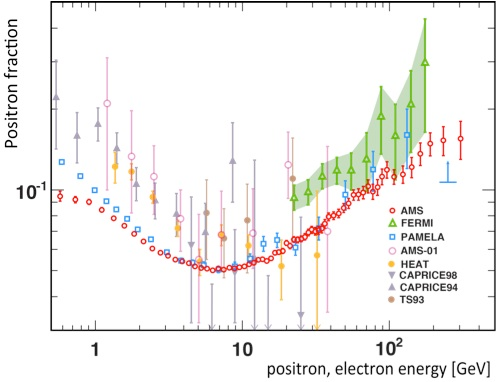 Positron fraction
10⁻¹
AMS
FERMI
PAMELA
AMS-01
HEAT
CAPRICE98
CAPRICE94
TS93
1 10 10²
positron, electron energy [GeV]